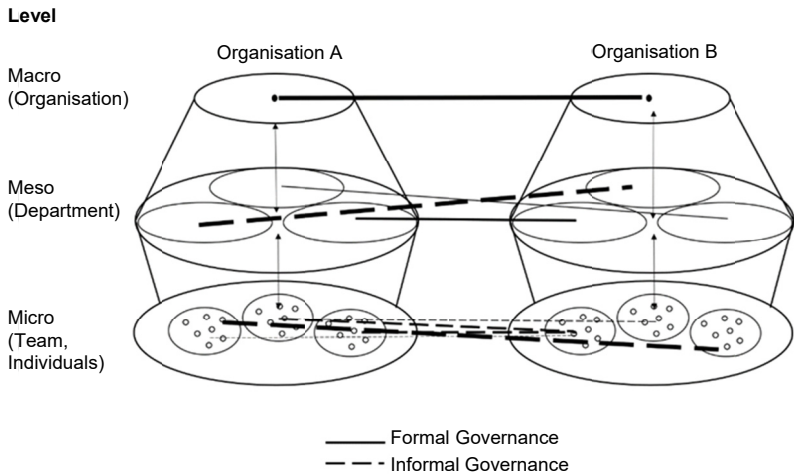 Level
Organisation A
Organisation B
Macro
(Organisation)
Meso
(Department)
Micro
(Team,
Individuals)
Formal Governance
Informal Governance